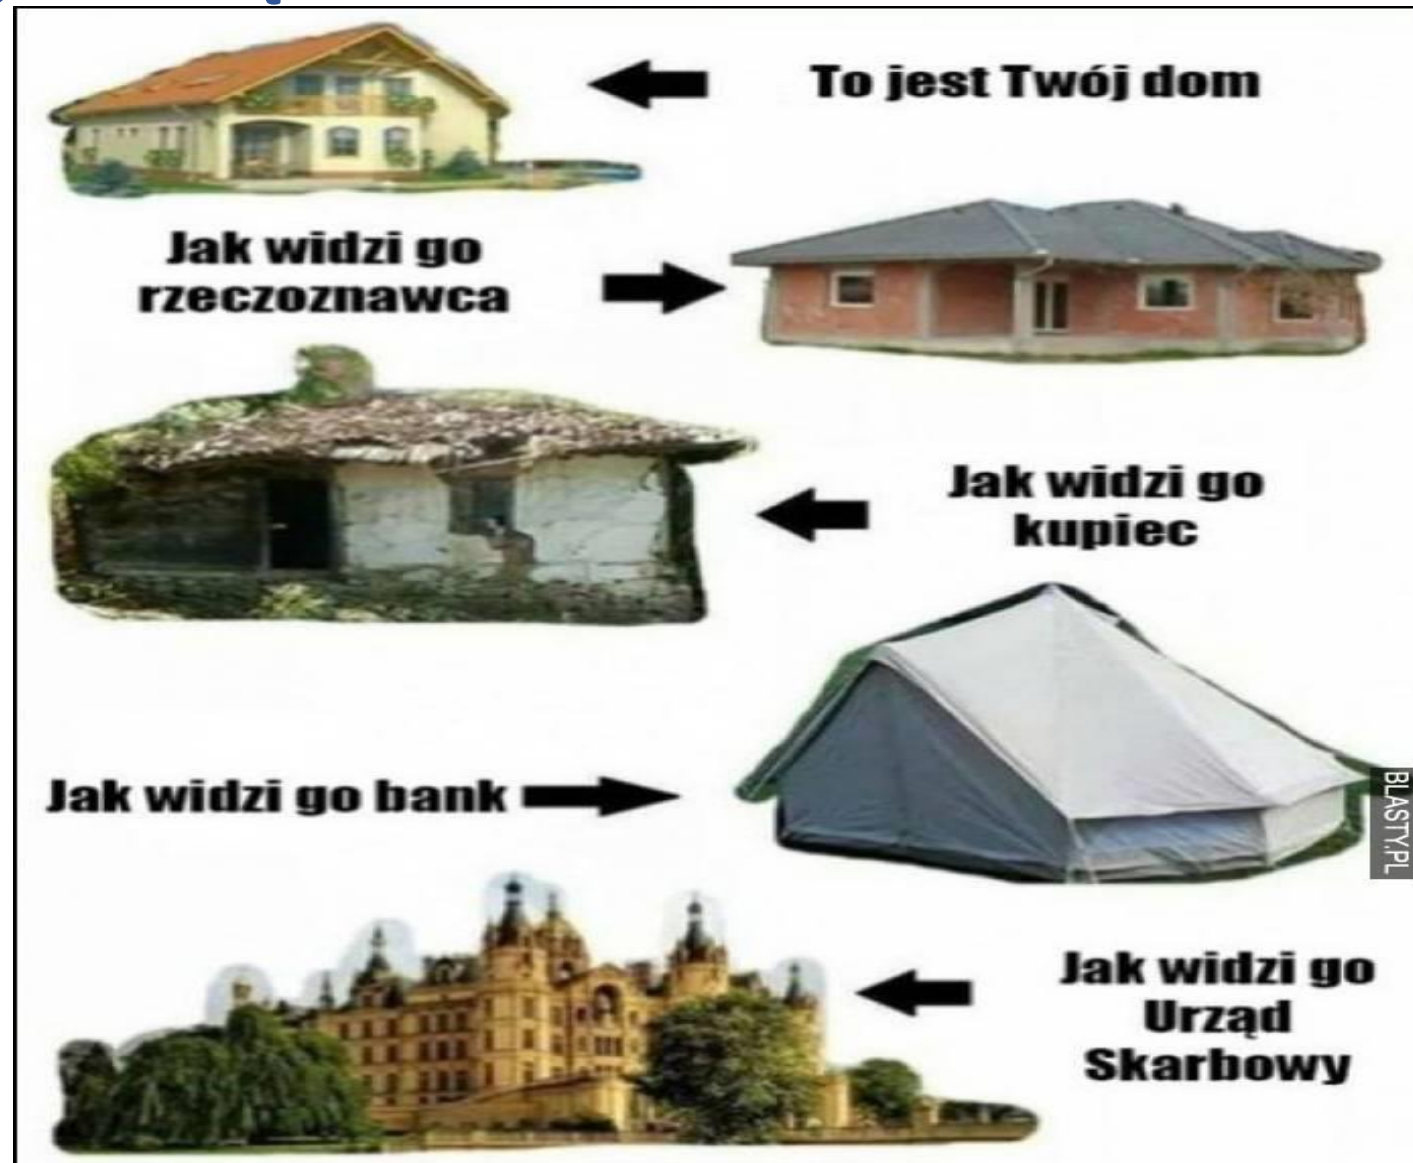 To jest Twój dom
Jak widzi go
rzeczoznawca
Jak widzi go
kupiec
Jak widzi go bank
BLASTY.PL
Jak widzi go
Urząd
Skarbowy